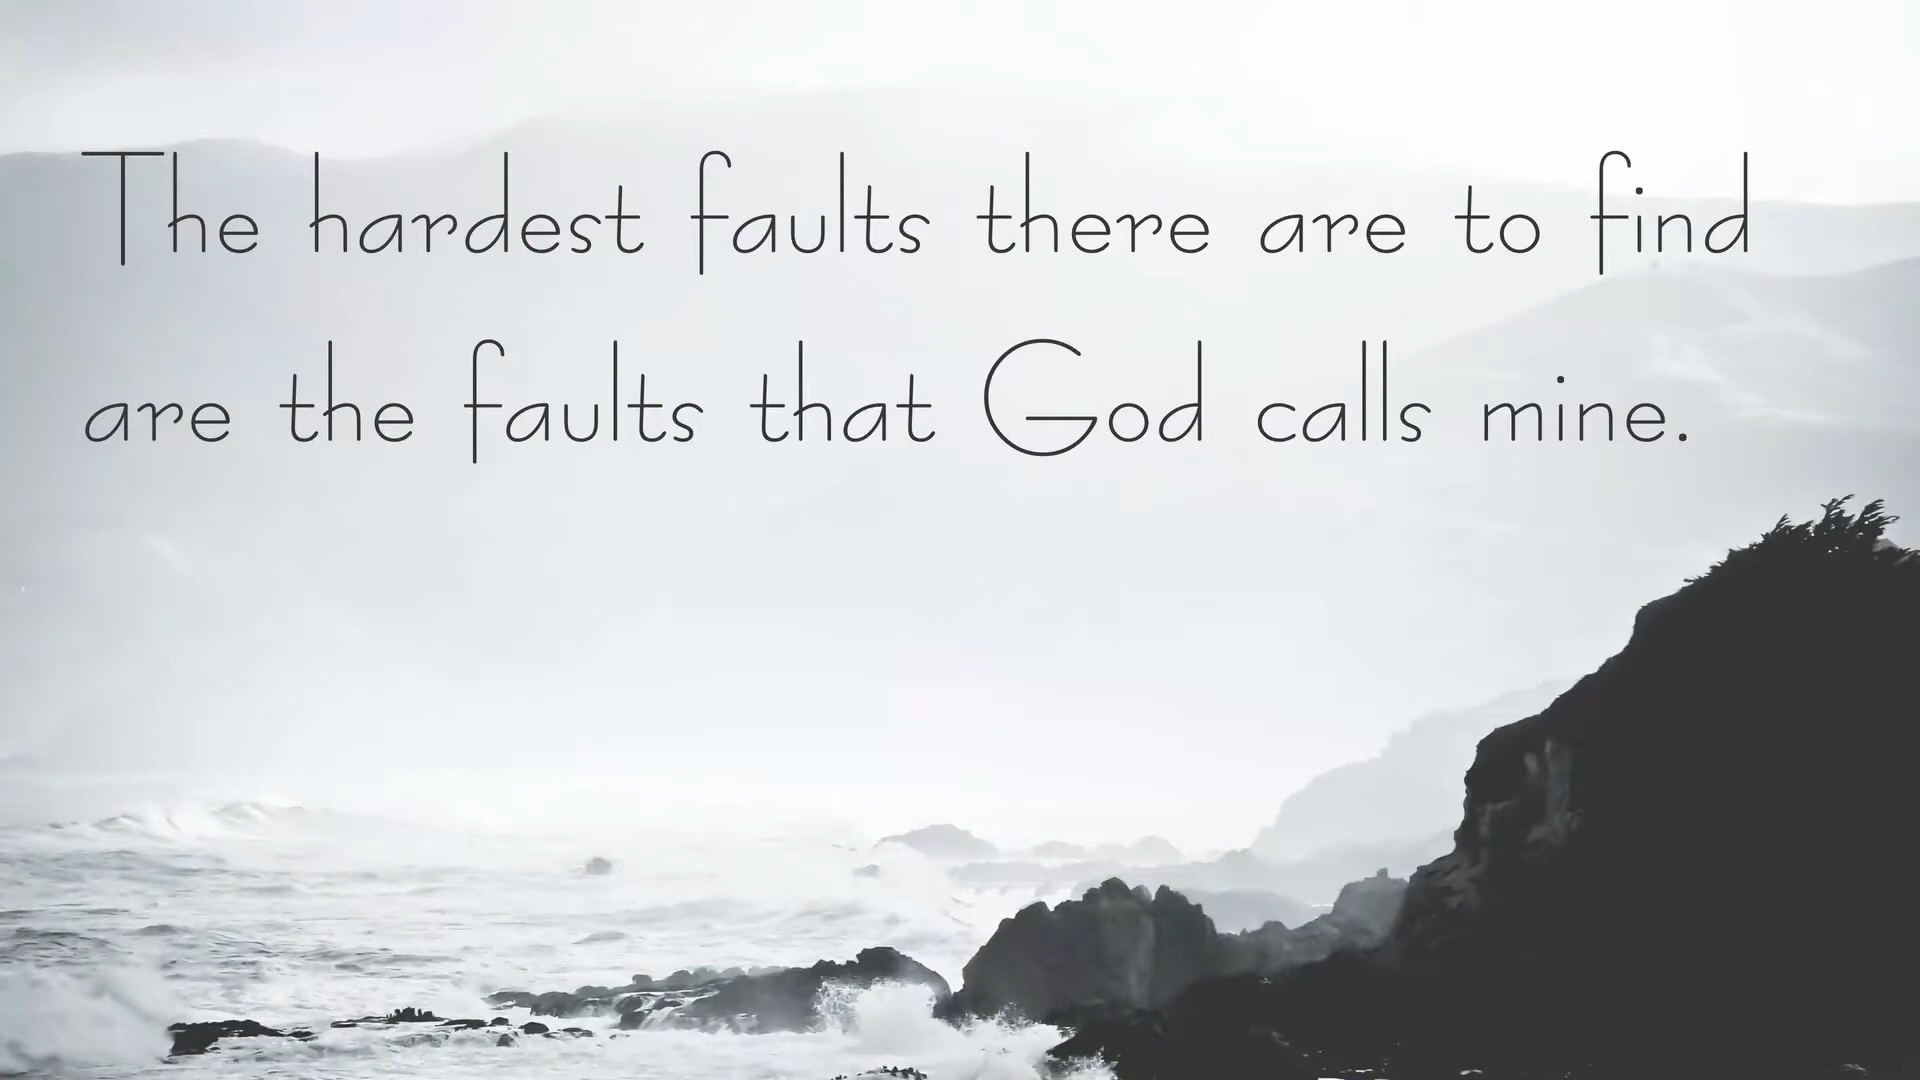 The hardest faults there are to find
are the faults that God calls mine.